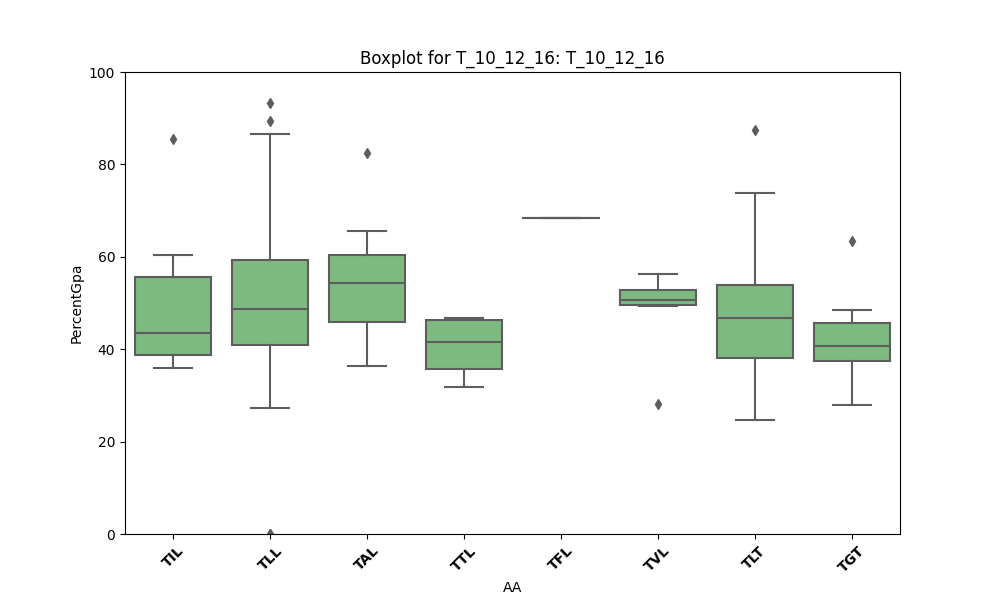 Boxplot for T_10_12_16: T_10_12_16
PercentGpa
100
80
60
40
20
0
TIL TLL TAL TTL TFL TVL TLT TGT
AA